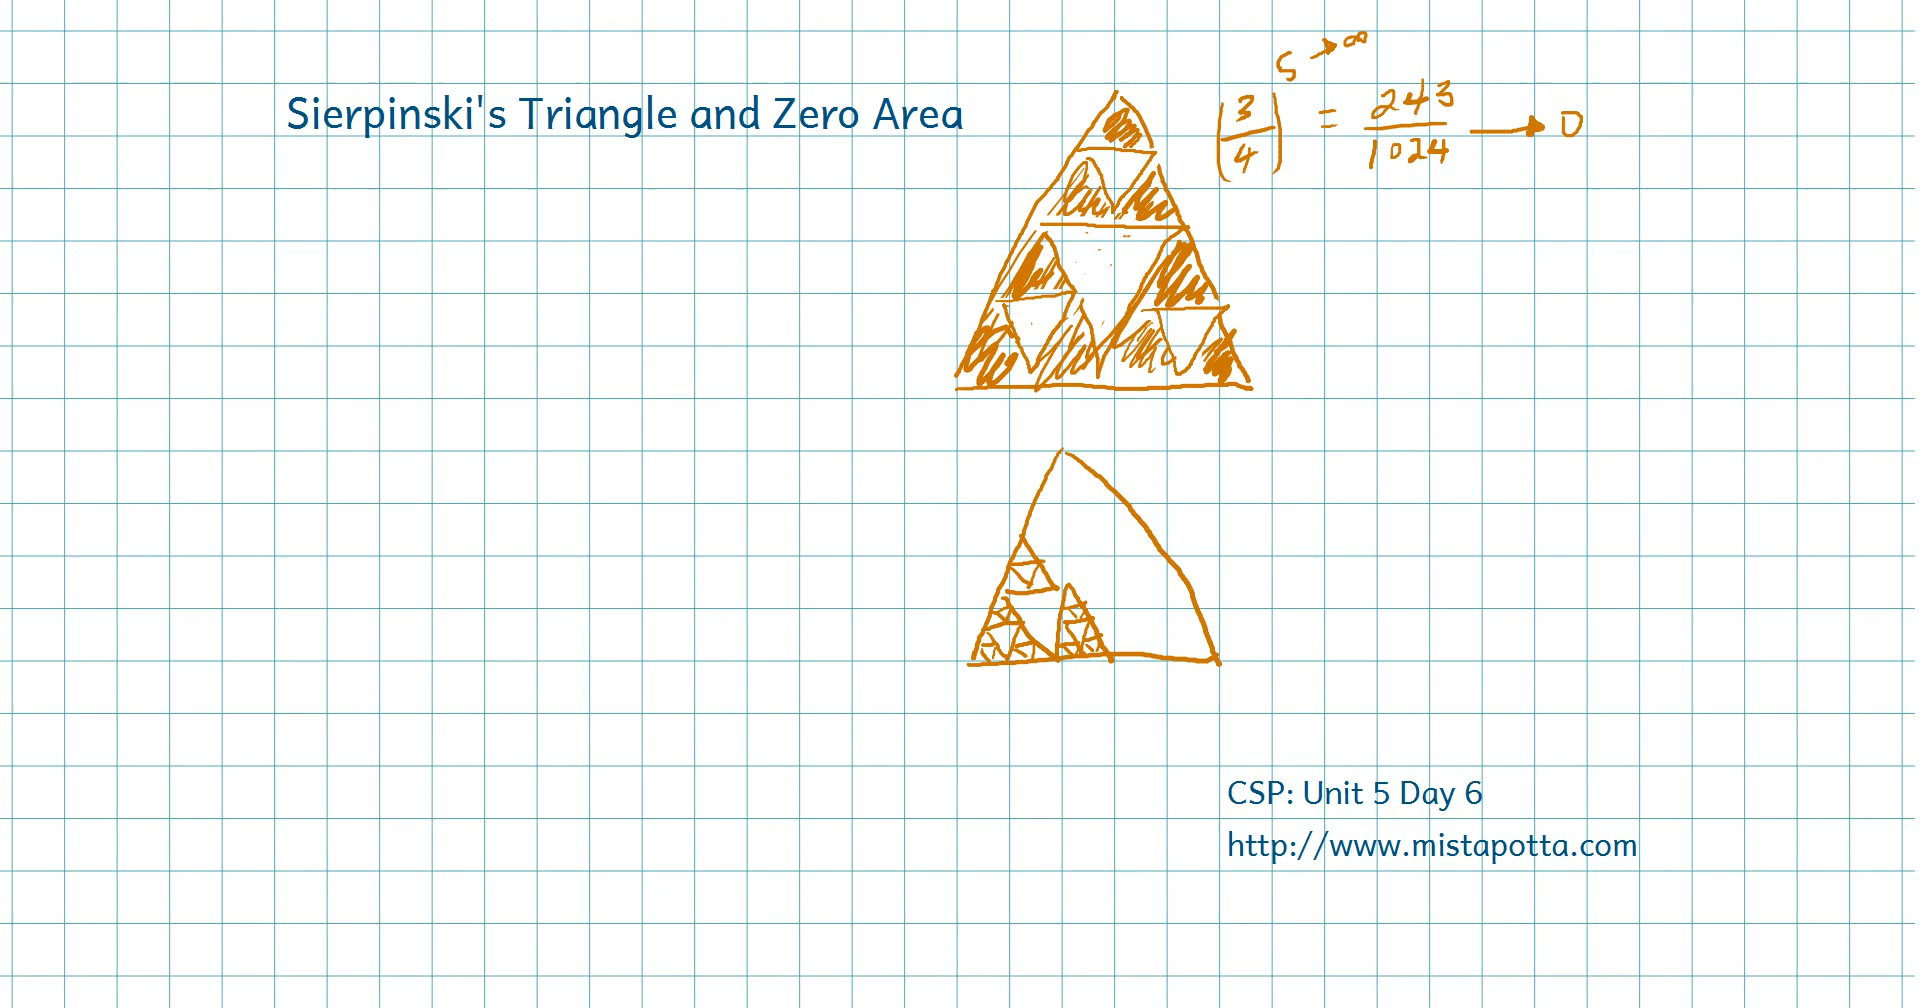 Sierpinski's Triangle and Zero Area
(3/4)^5 → ∞ = 243/1024 → 0
CSP: Unit 5 Day 6
http://www.mistapotta.com